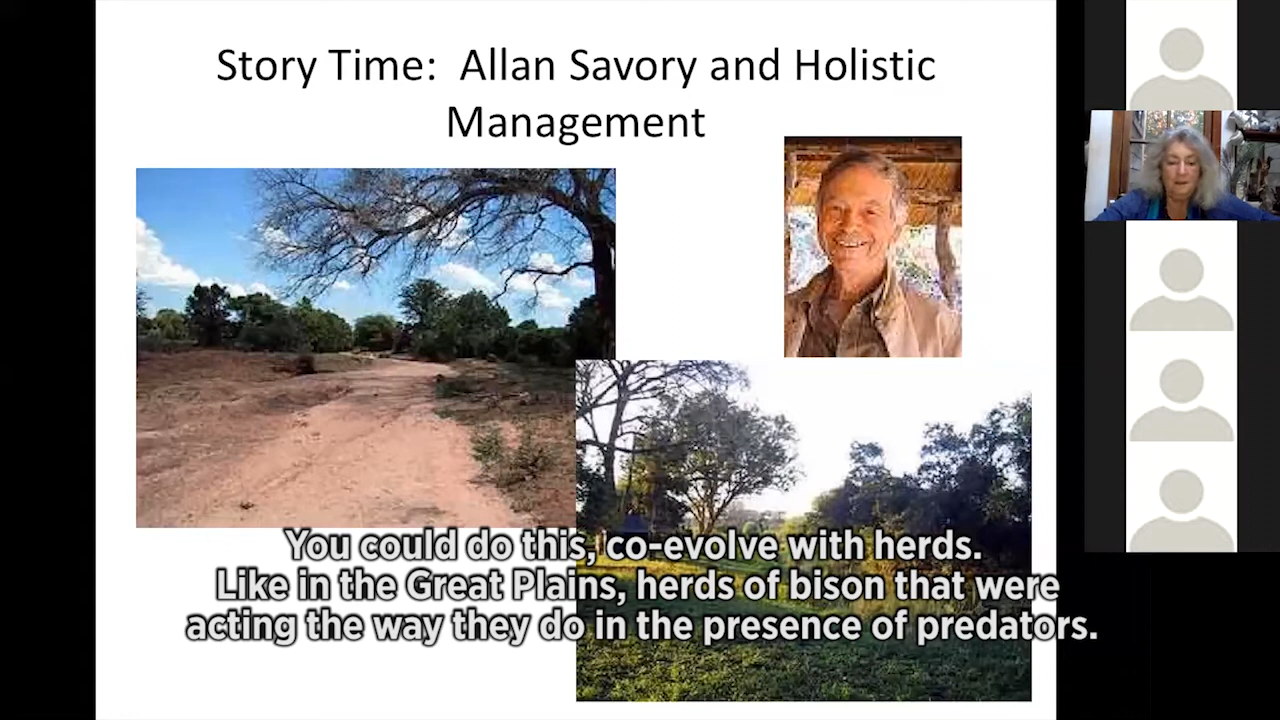 Story Time:  Allan Savory and Holistic
Management
You could do this, co-evolve with herds.
Like in the Great Plains, herds of bison that were
acting the way they do in the presence of predators.